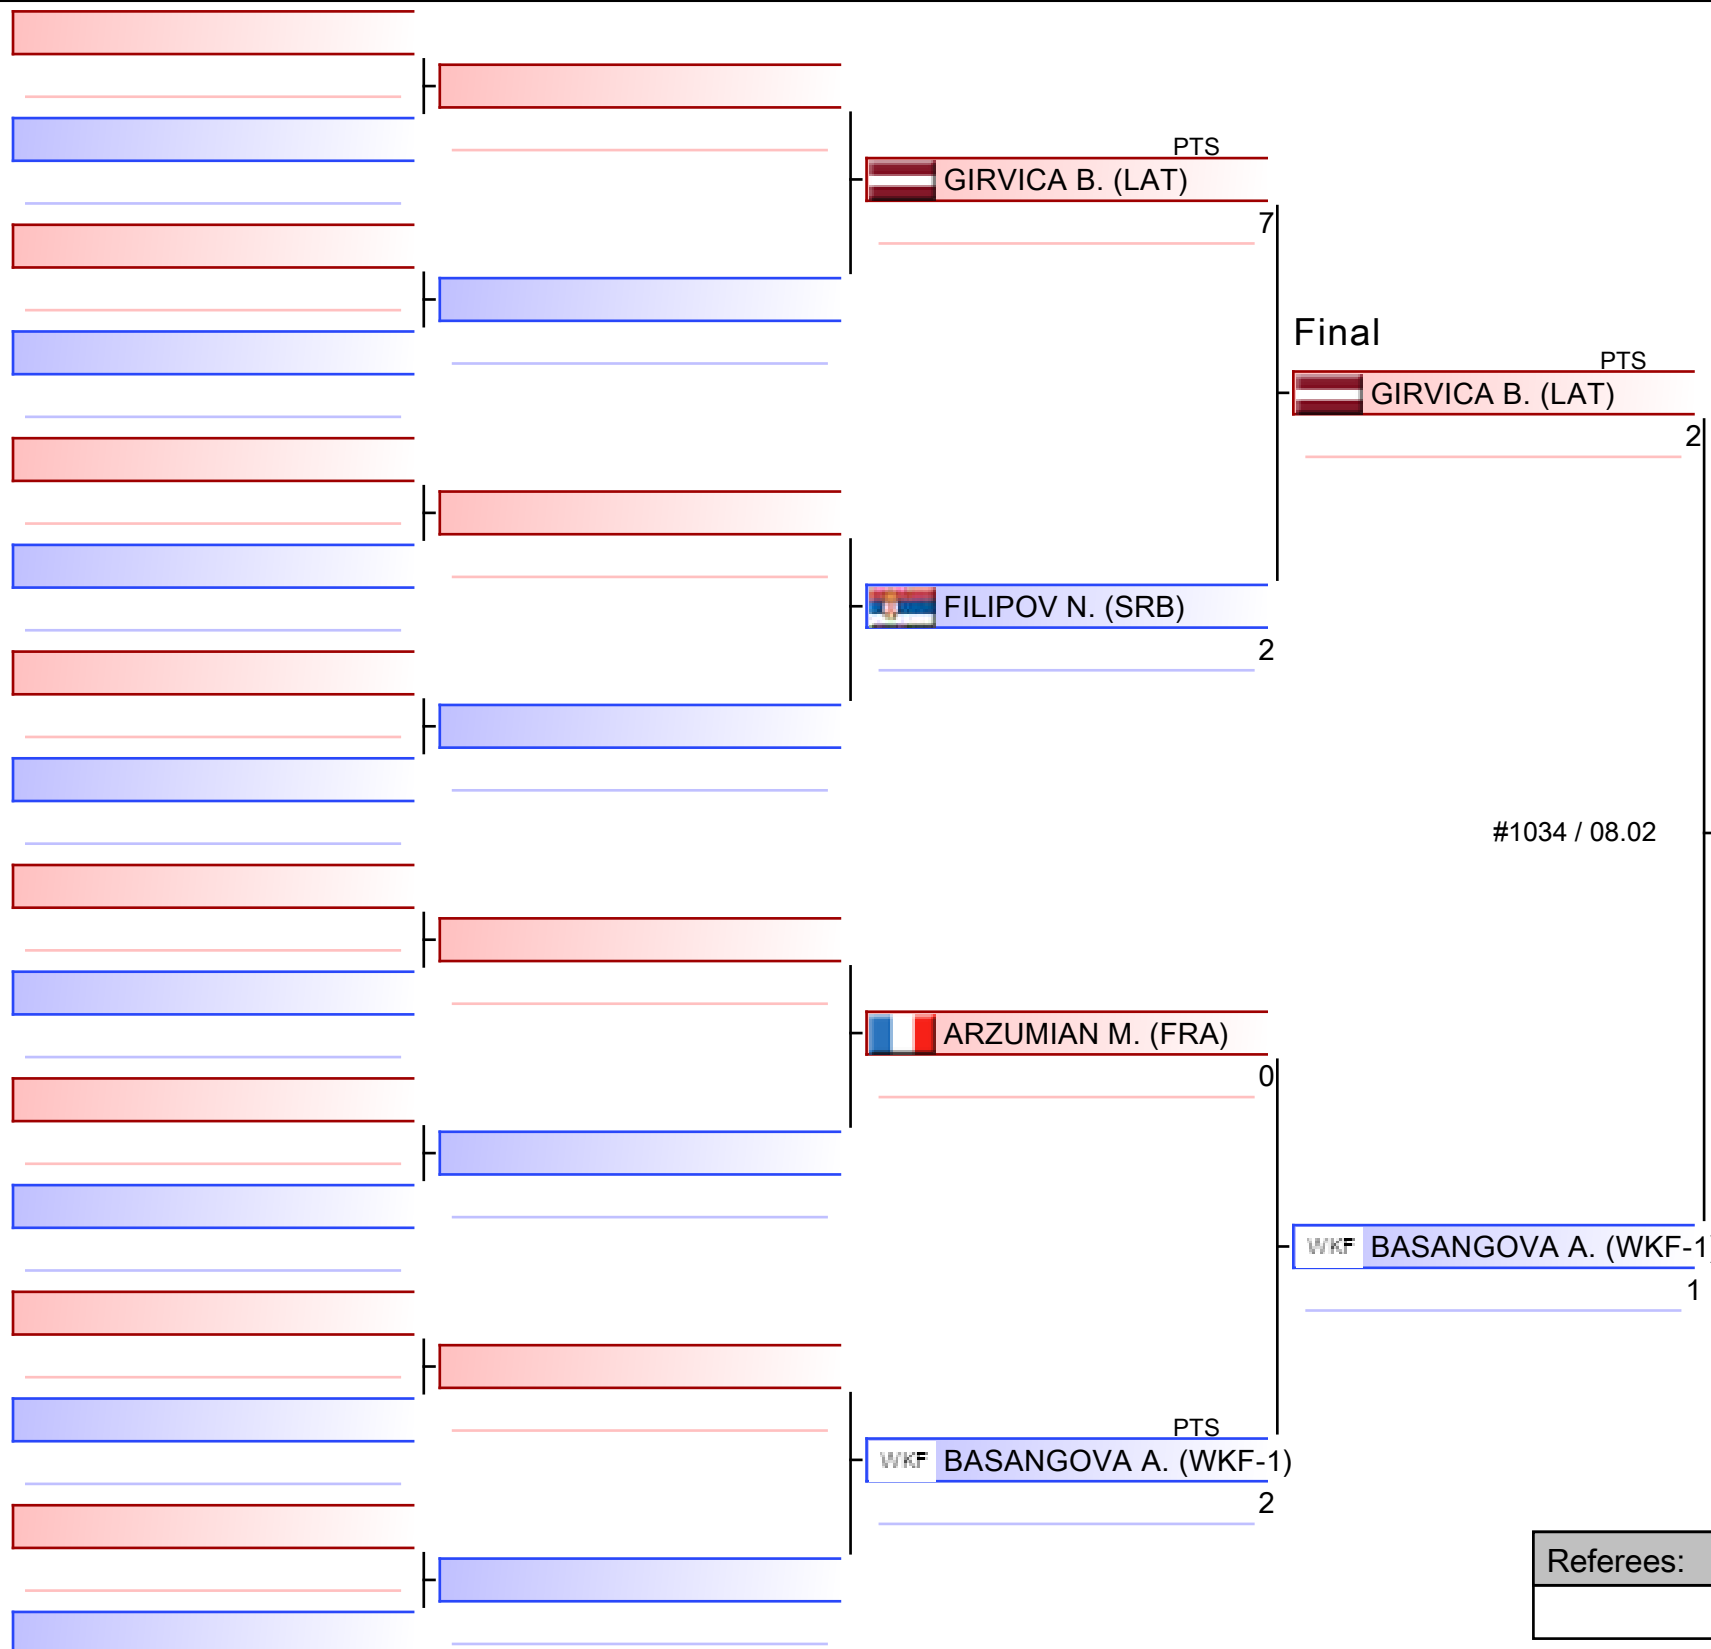 PTS
GIRVICA B. (LAT)
7
Final
PTS
GIRVICA B. (LAT)
2
FILIPOV N. (SRB)
2
#1034 / 08.02
ARZUMIAN M. (FRA)
0
WKF BASANGOVA A. (WKF-1)
1
PTS
WKF BASANGOVA A. (WKF-1)
2
Referees: